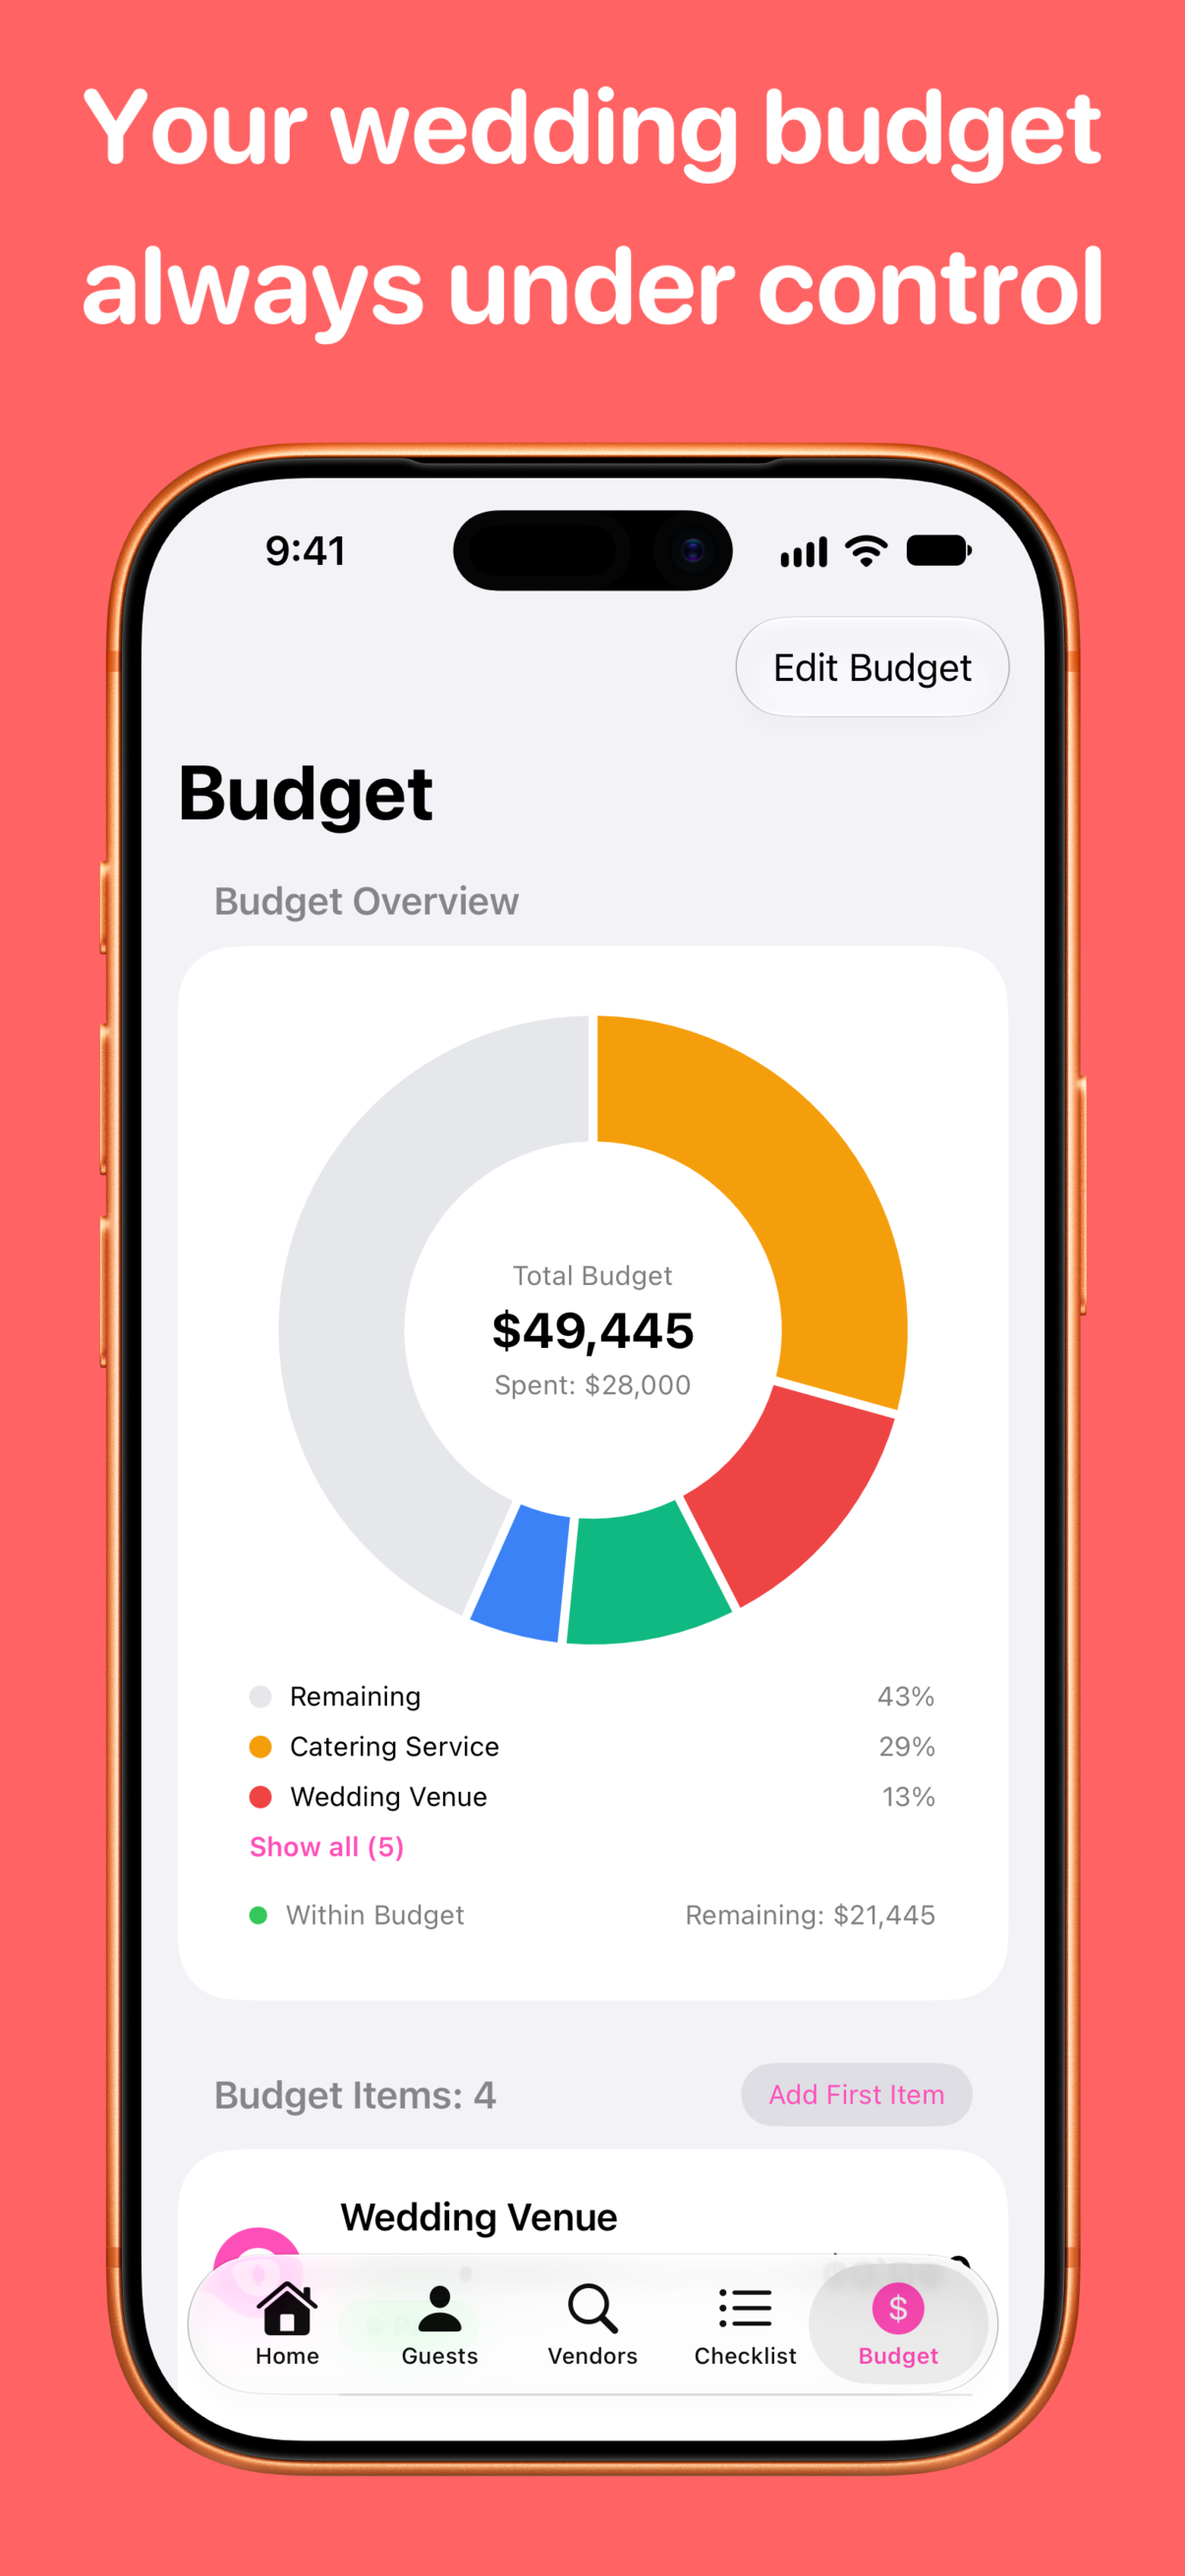 Your wedding budget
always under control
9:41
Edit Budget
Budget
Budget Overview
Total Budget
$49,445
Spent: $28,000
Remaining 43%
Catering Service 29%
Wedding Venue 13%
Show all (5)
Within Budget Remaining: $21,445
Budget Items: 4 Add First Item
Wedding Venue
$
Home Guests Vendors Checklist Budget